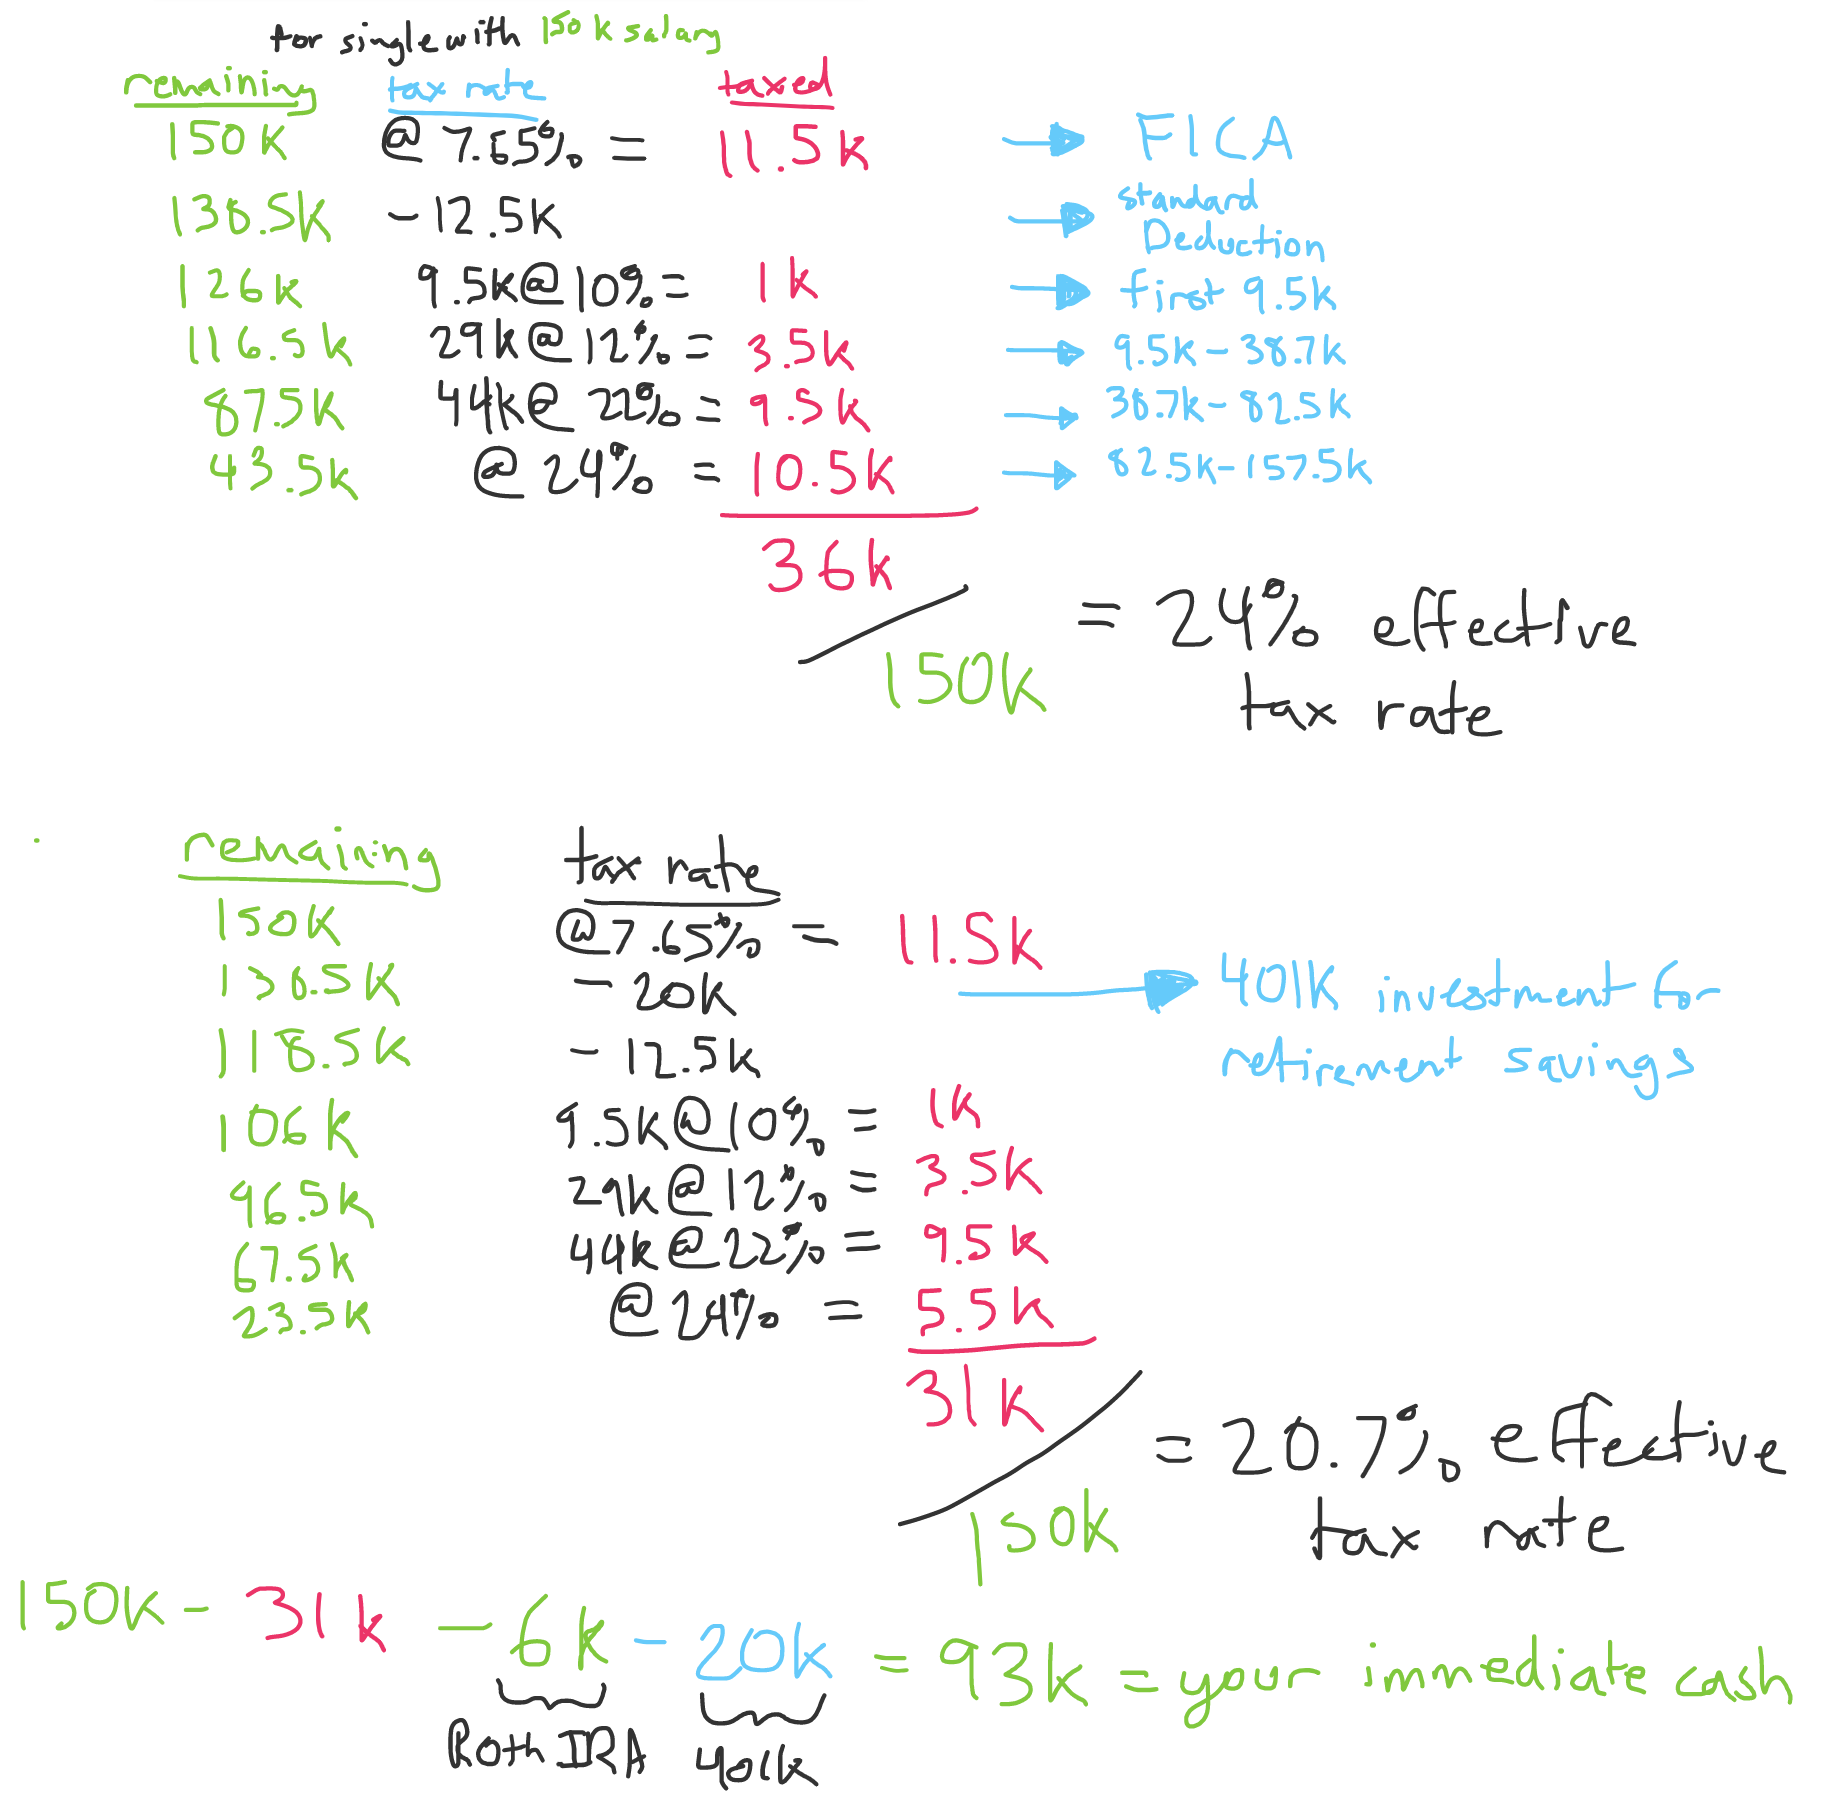 for single with 150k salary
remaining tax rate taxed
150K @ 7.65% = 11.5k → FICA
138.5K - 12.5K → standard Deduction
126k 9.5k@10% = 1k → first 9.5k
116.5k 29k@12% = 3.5k → 9.5k - 38.7k
87.5k 44k@ 22% = 9.5k → 38.7k - 82.5k
43.5k @ 24% = 10.5k → 82.5k - 157.5k
36k / 150k = 24% effective
tax rate
remaining tax rate
150K @7.65% = 11.5k
138.5K - 20k → 401k investment for
118.5k - 12.5k retirement savings
106k 9.5k@10% = 1k
96.5k 29k@12% = 3.5k
67.5k 44k@22% = 9.5k
23.5k @24% = 5.5k
31k / 150k = 20.7% effective
tax rate
150k - 31k - 6k - 20k = 93k = your immediate cash
Roth IRA 401k